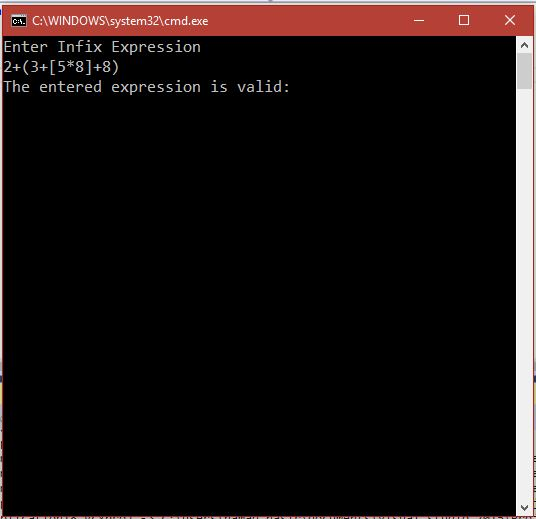 C:\WINDOWS\system32\cmd.exe
Enter Infix Expression
2+(3+[5*8]+8)
The entered expression is valid: